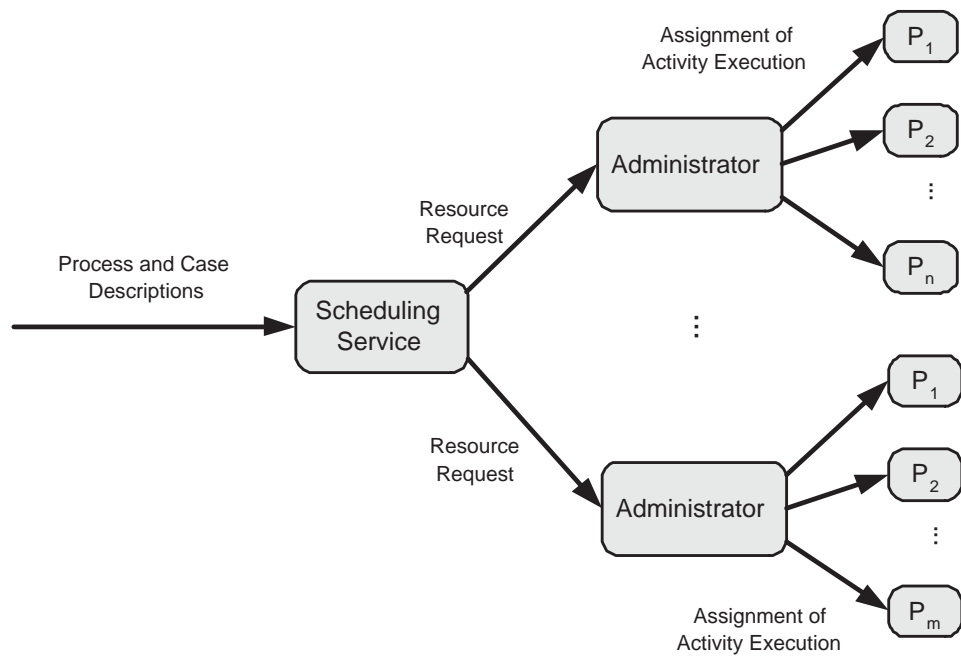 Assignment of
Activity Execution
P1
P2
...
Pn
Administrator
Resource
Request
Process and Case
Descriptions
Scheduling
Service
...
Resource
Request
Administrator
P1
P2
...
Pm
Assignment of
Activity Execution